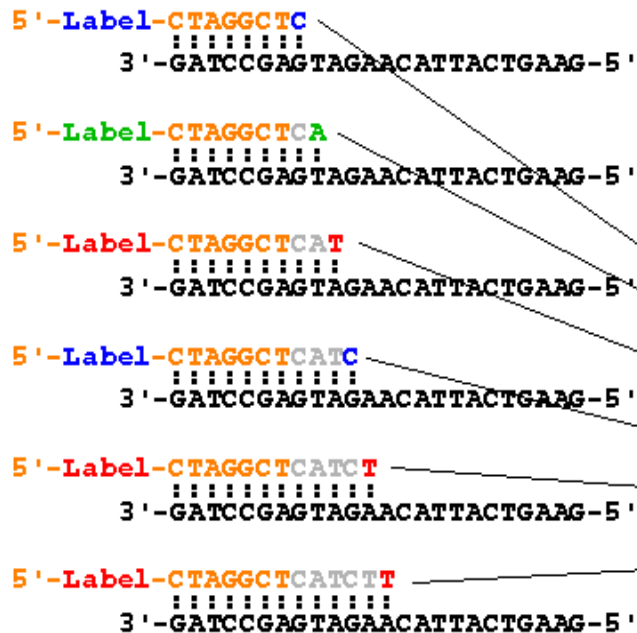 5'-Label-CTAGGCTC
3'-GATCCGAGTAGAACATTACTGAAG-5'
5'-Label-CTAGGCTCA
3'-GATCCGAGTAGAACATTACTGAAG-5'
5'-Label-CTAGGCTCAT
3'-GATCCGAGTAGAACATTACTGAAG-5'
5'-Label-CTAGGCTCATC
3'-GATCCGAGTAGAACATTACTGAAG-5'
5'-Label-CTAGGCTCATCT
3'-GATCCGAGTAGAACATTACTGAAG-5'
5'-Label-CTAGGCTCATCTT
3'-GATCCGAGTAGAACATTACTGAAG-5'